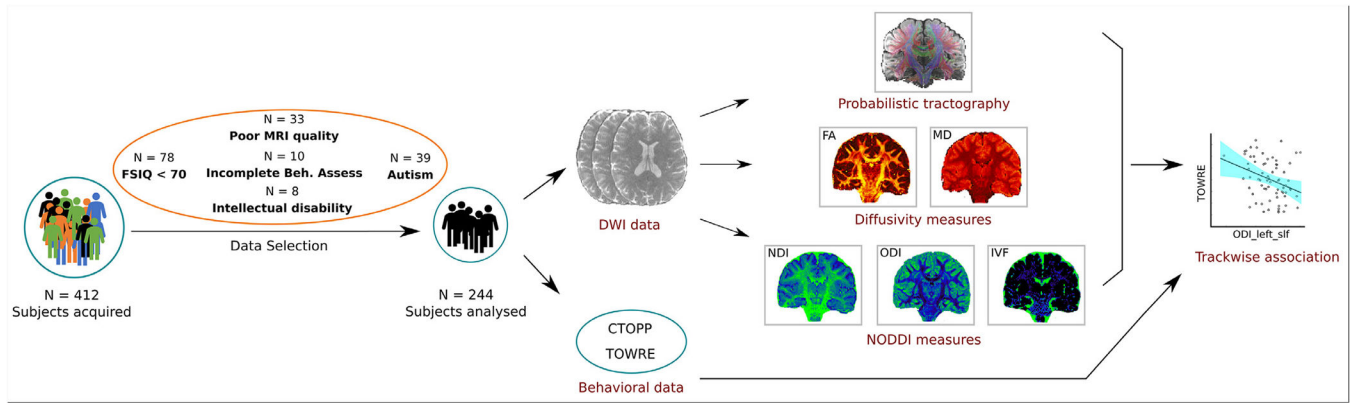 N = 33
Poor MRI quality
N = 78
FSIQ < 70
N = 10
Incomplete Beh. Assess
N = 39
Autism
N = 8
Intellectual disability
Data Selection
N = 412
Subjects acquired
N = 244
Subjects analysed
DWI data
CTOPP
TOWRE
Behavioral data
Probabilistic tractography
FA
MD
Diffusivity measures
NDI
ODI
IVF
NODDI measures
TOWRE
ODI_left_slf
Trackwise association